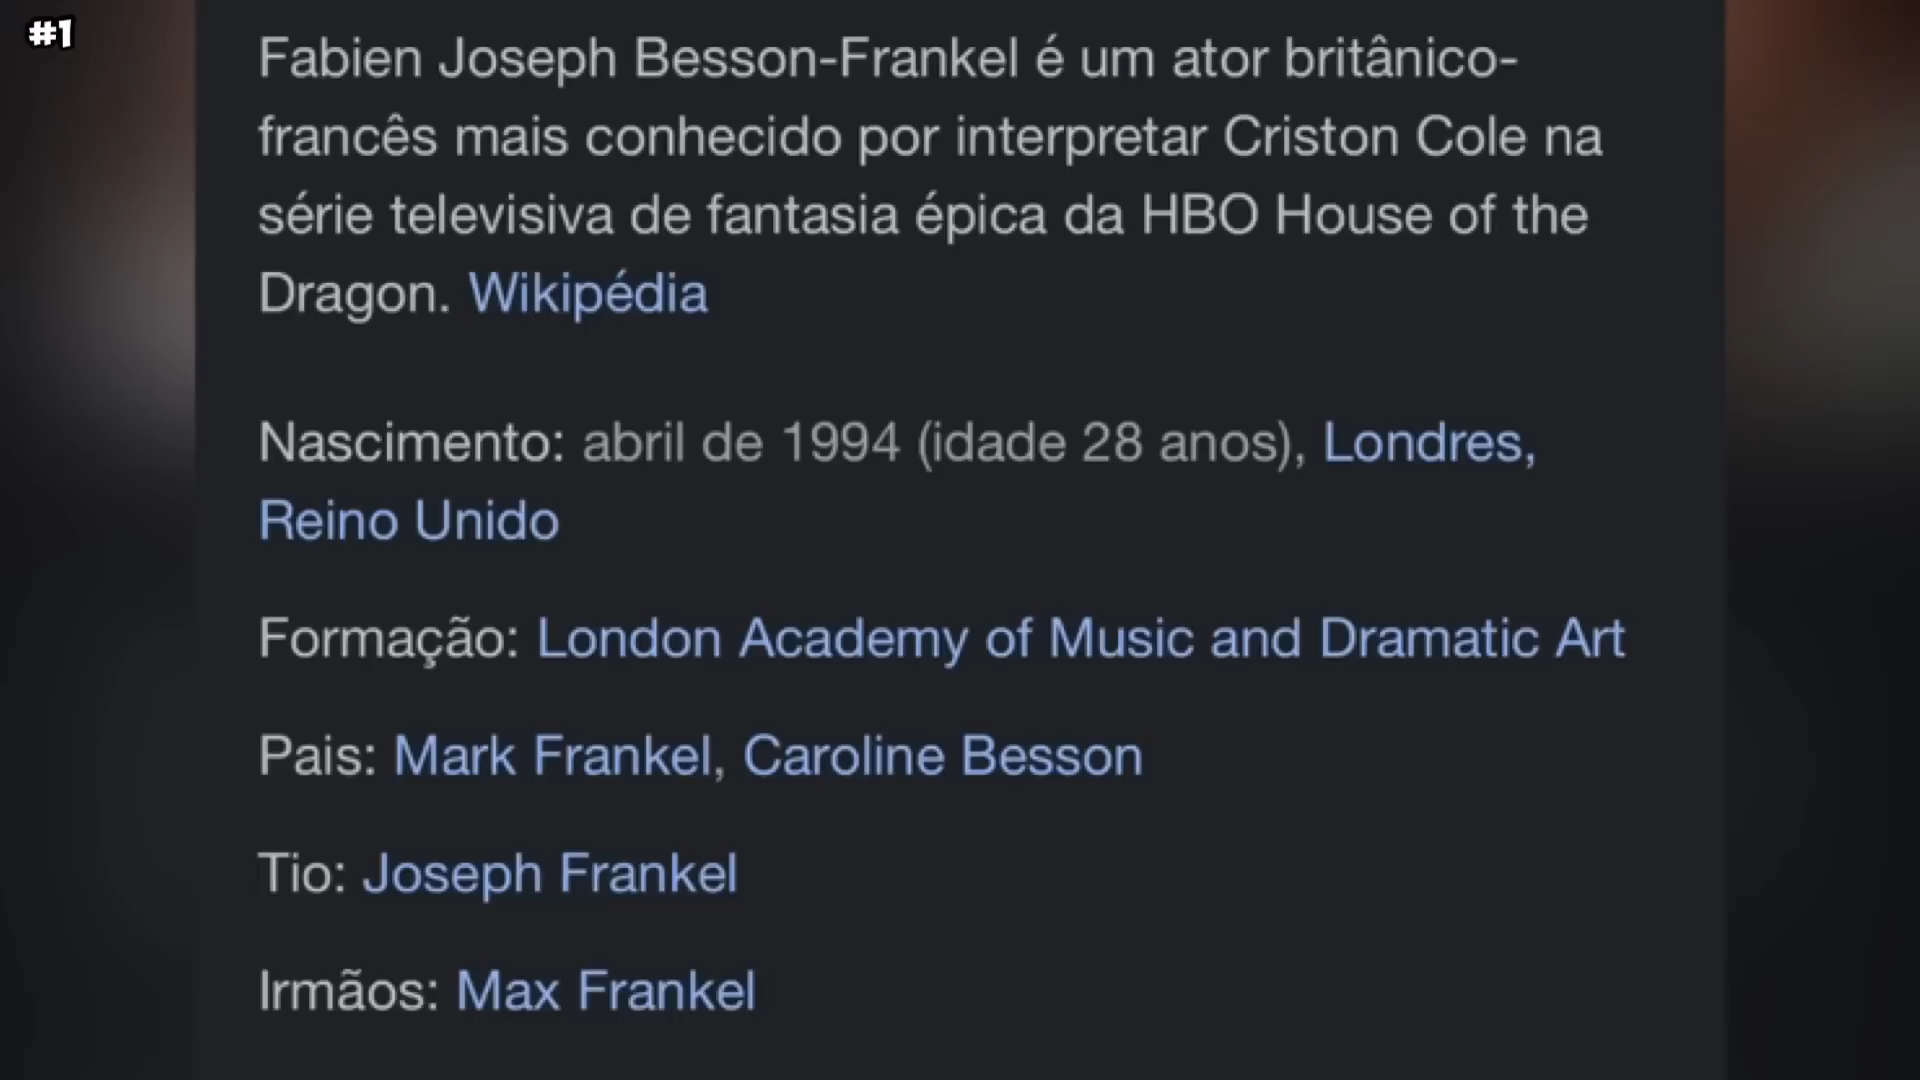 #1
Fabien Joseph Besson-Frankel é um ator britânico-
francês mais conhecido por interpretar Criston Cole na
série televisiva de fantasia épica da HBO House of the
Dragon. Wikipédia
Nascimento: abril de 1994 (idade 28 anos), Londres,
Reino Unido
Formação: London Academy of Music and Dramatic Art
Pais: Mark Frankel, Caroline Besson
Tio: Joseph Frankel
Irmãos: Max Frankel